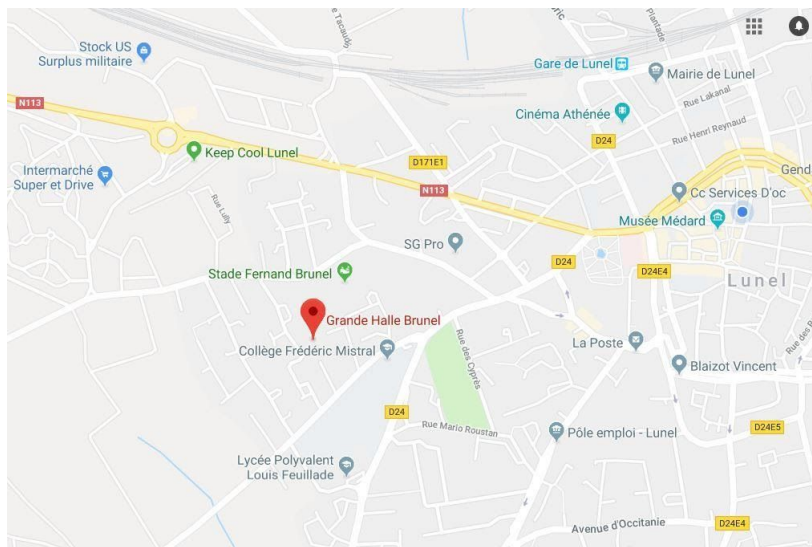 Stock US
Surplus militaire
Gare de Lunel
Mairie de Lunel
N113
Cinéma Athénée
Rue Lakanal
Rue Henri Reynaud
D24
Keep Cool Lunel
D171E1
Intermarché
Super et Drive
N113
Cc Services D'oc
Gend
Rue Lully
Musée Médard
SG Pro
D24
D24E4
Stade Fernand Brunel
Lunel
Grande Halle Brunel
Rue des Cyprès
La Poste
Collège Frédéric Mistral
Blaizot Vincent
D24
Rue Mario Roustan
Pôle emploi - Lunel
D24E5
Lycée Polyvalent
Louis Feuillade
Avenue d'Occitanie
D24E4